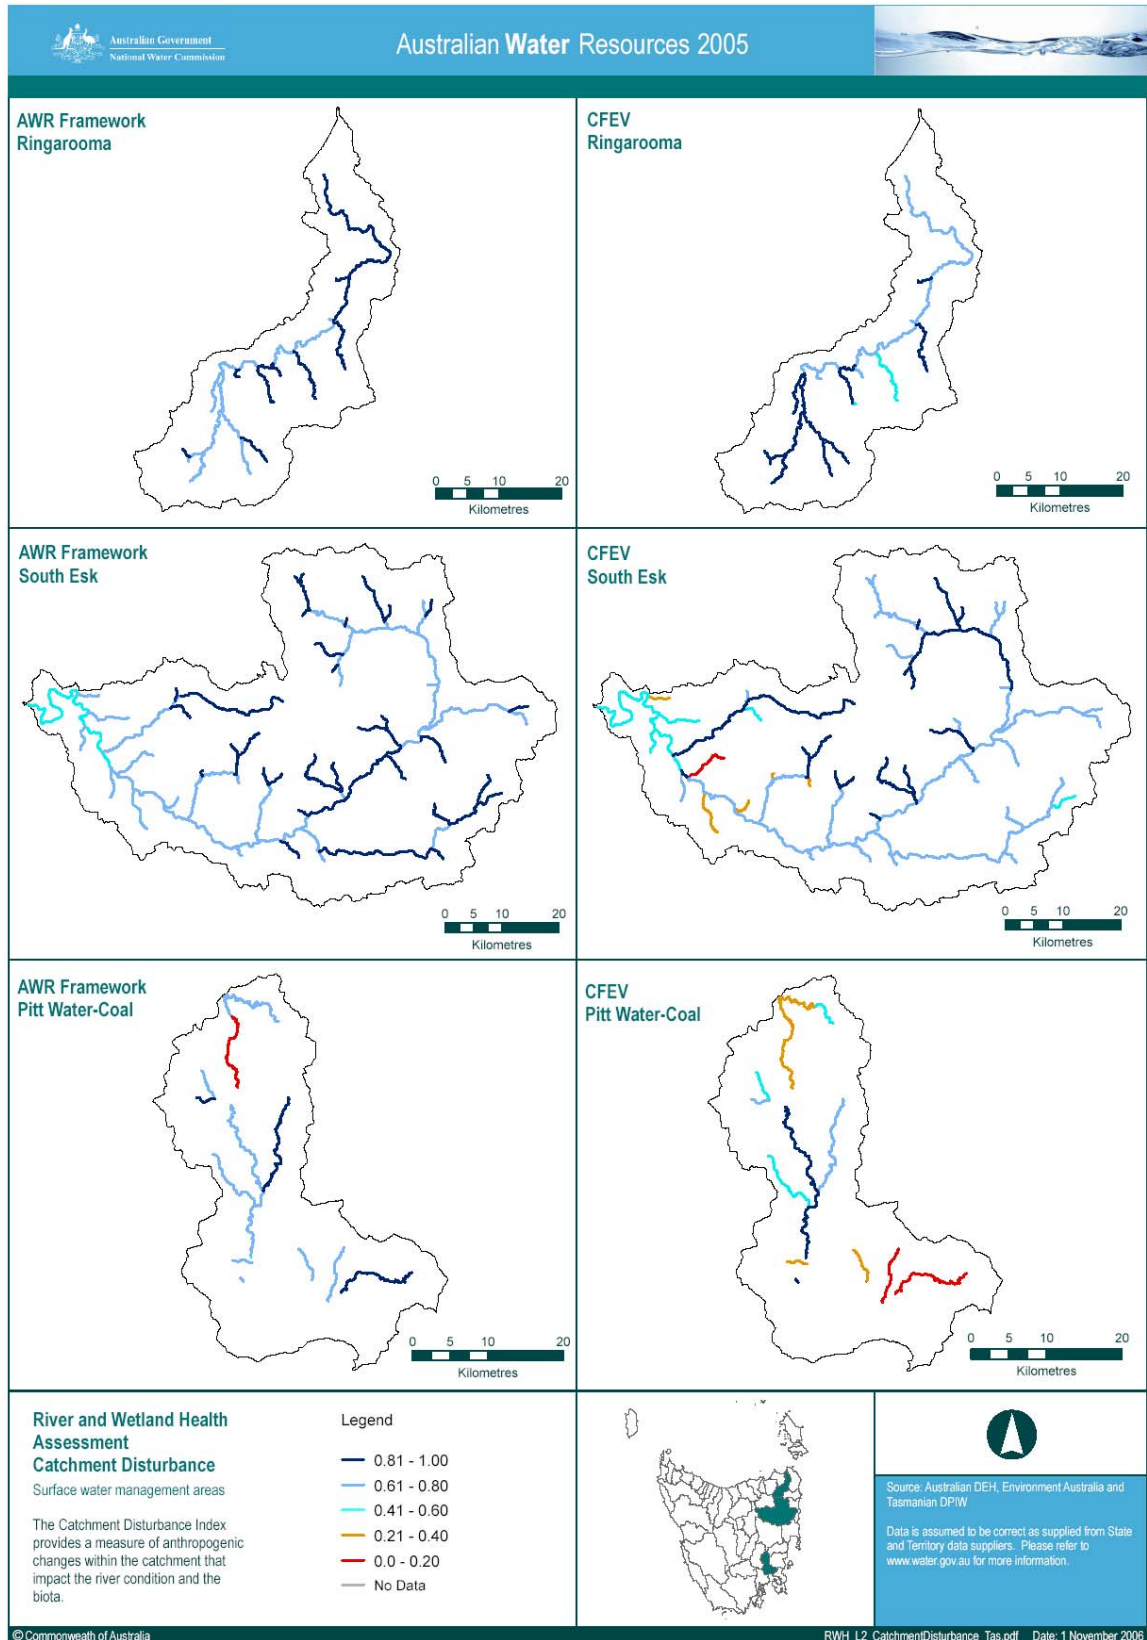 Australian Government
National Water Commission
Australian Water Resources 2005
AWR Framework
Ringarooma
0 5 10 20
Kilometres
CFEV
Ringarooma
0 5 10 20
Kilometres
AWR Framework
South Esk
0 5 10 20
Kilometres
CFEV
South Esk
0 5 10 20
Kilometres
AWR Framework
Pitt Water-Coal
0 5 10 20
Kilometres
CFEV
Pitt Water-Coal
0 5 10 20
Kilometres
River and Wetland Health
Assessment
Catchment Disturbance
Surface water management areas
The Catchment Disturbance Index
provides a measure of anthropogenic
changes within the catchment that
impact the river condition and the
biota.
Legend
0.81 - 1.00
0.61 - 0.80
0.41 - 0.60
0.21 - 0.40
0.0 - 0.20
No Data
Source: Australian DEH, Environment Australia and
Tasmanian DPIW
Data is assumed to be correct as supplied from State
and Territory data suppliers. Please refer to
www.water.gov.au for more information.
© Commonweath of Australia
RWH_L2_CatchmentDisturbance_Tas.pdf Date: 1 November 2006